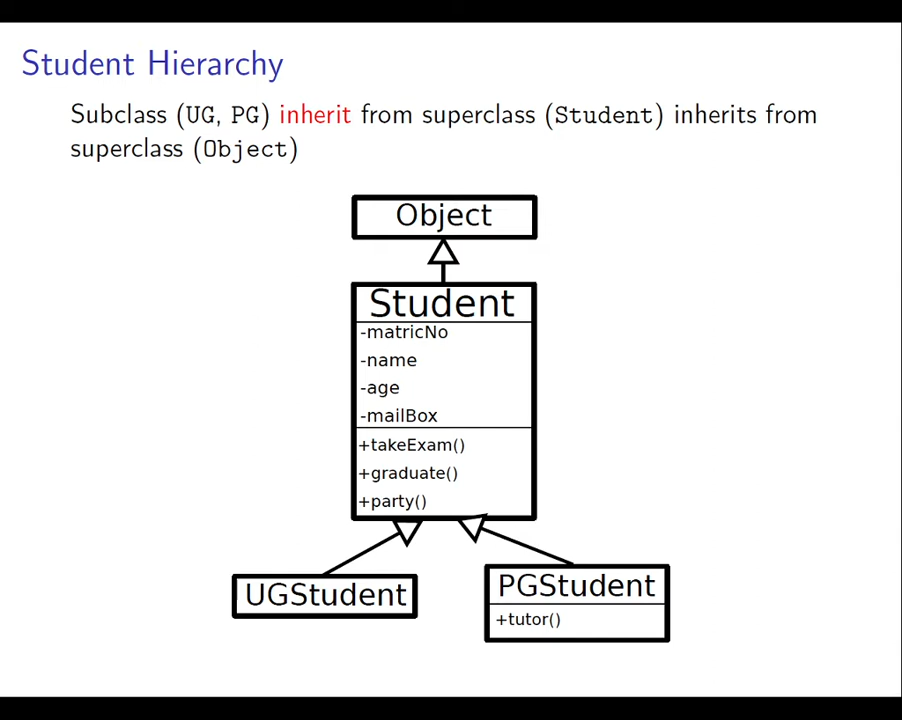 Student Hierarchy
Subclass (UG, PG) inherit from superclass (Student) inherits from
superclass (Object)
Object
Student
-matricNo
-name
-age
-mailBox
+takeExam()
+graduate()
+party()
UGStudent
PGStudent
+tutor()